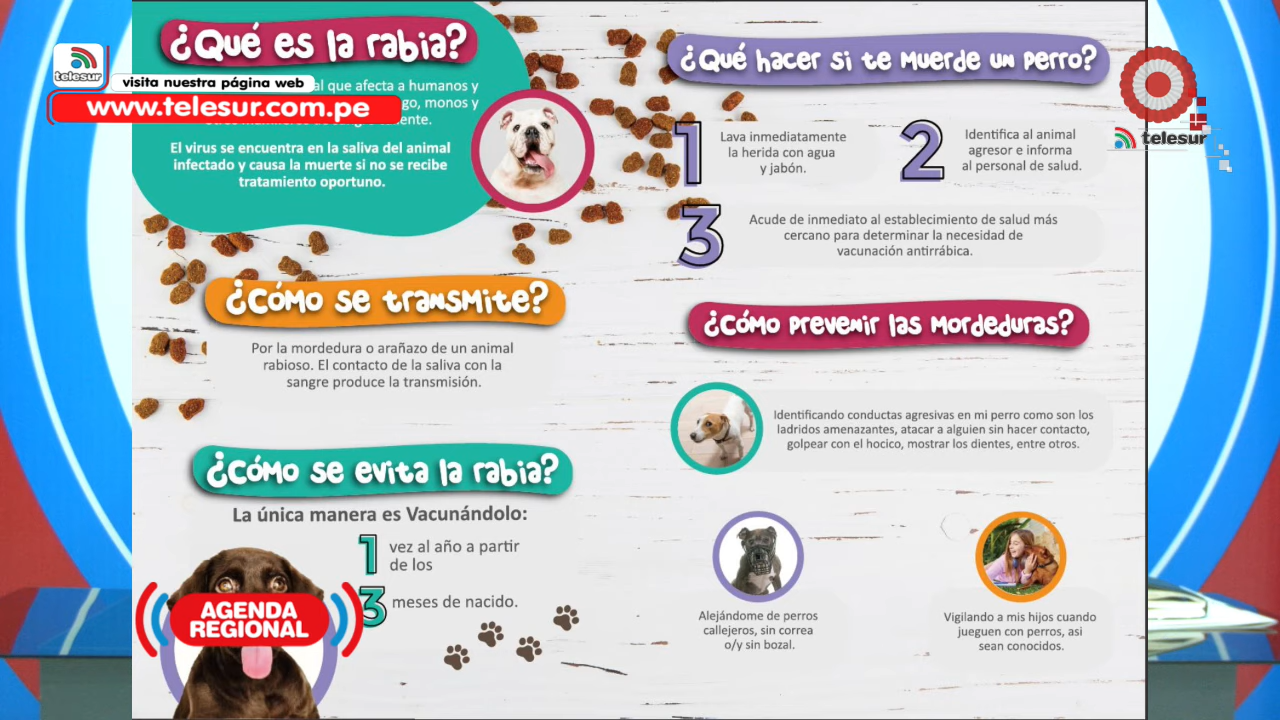 ¿Qué es la rabia?
telesur
visita nuestra página web
www.telesur.com.pe
al que afecta a humanos y
go, monos y
El virus se encuentra en la saliva del animal
infectado y causa la muerte si no se recibe
tratamiento oportuno.
¿Cómo se transmite?
Por la mordedura o arañazo de un animal
rabioso. El contacto de la saliva con la
sangre produce la transmisión.
¿Cómo se evita la rabia?
La única manera es Vacunándolo:
1 vez al año a partir
de los
3 meses de nacido.
AGENDA
REGIONAL
¿Qué hacer si te muerde un perro?
1 Lava inmediatamente
la herida con agua
y jabón.
2 Identifica al animal
agresor e informa
al personal de salud.
3 Acude de inmediato al establecimiento de salud más
cercano para determinar la necesidad de
vacunación antirrábica.
¿Cómo prevenir las mordeduras?
Identificando conductas agresivas en mi perro como son los
ladridos amenazantes, atacar a alguien sin hacer contacto,
golpear con el hocico, mostrar los dientes, entre otros.
Alejándome de perros
callejeros, sin correa
o/y sin bozal.
Vigilando a mis hijos cuando
jueguen con perros, asi
sean conocidos.
telesur